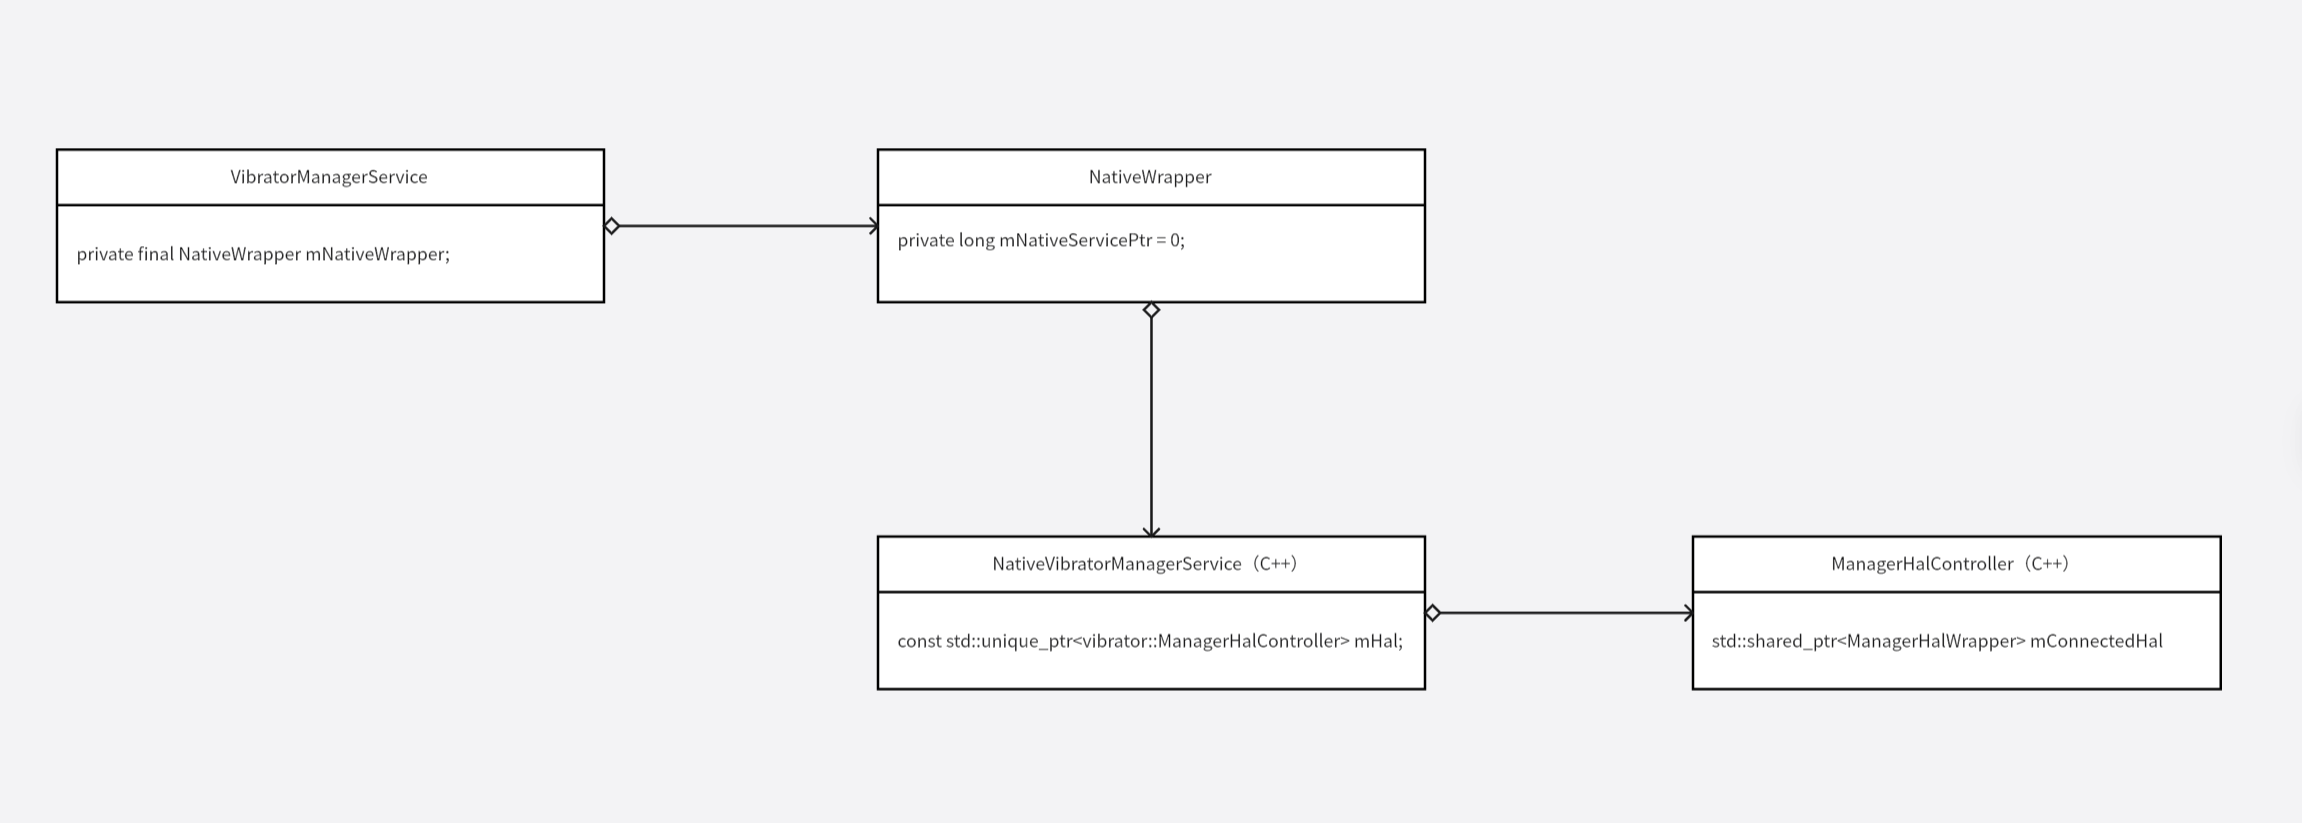 VibratorManagerService
private final NativeWrapper mNativeWrapper;
NativeWrapper
private long mNativeServicePtr = 0;
NativeVibratorManagerService（C++）
const std::unique_ptr<vibrator::ManagerHalController> mHal;
ManagerHalController（C++）
std::shared_ptr<ManagerHalWrapper> mConnectedHal